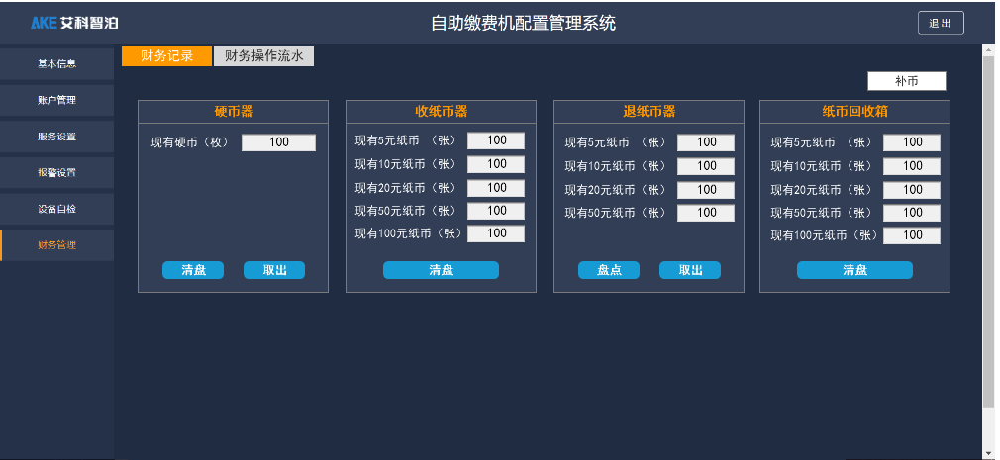 AKE 艾科智泊
自助缴费机配置管理系统
退出
基本信息
账户管理
服务设置
报警设置
设备自检
财务管理
财务记录
财务操作流水
补币
硬币器
现有硬币（枚） 100
清盘 取出
收纸币器
现有5元纸币 （张） 100
现有10元纸币（张） 100
现有20元纸币（张） 100
现有50元纸币（张） 100
现有100元纸币（张） 100
清盘
退纸币器
现有5元纸币 （张） 100
现有10元纸币（张） 100
现有20元纸币（张） 100
现有50元纸币（张） 100
盘点 取出
纸币回收箱
现有5元纸币 （张） 100
现有10元纸币（张） 100
现有20元纸币（张） 100
现有50元纸币（张） 100
现有100元纸币（张） 100
清盘